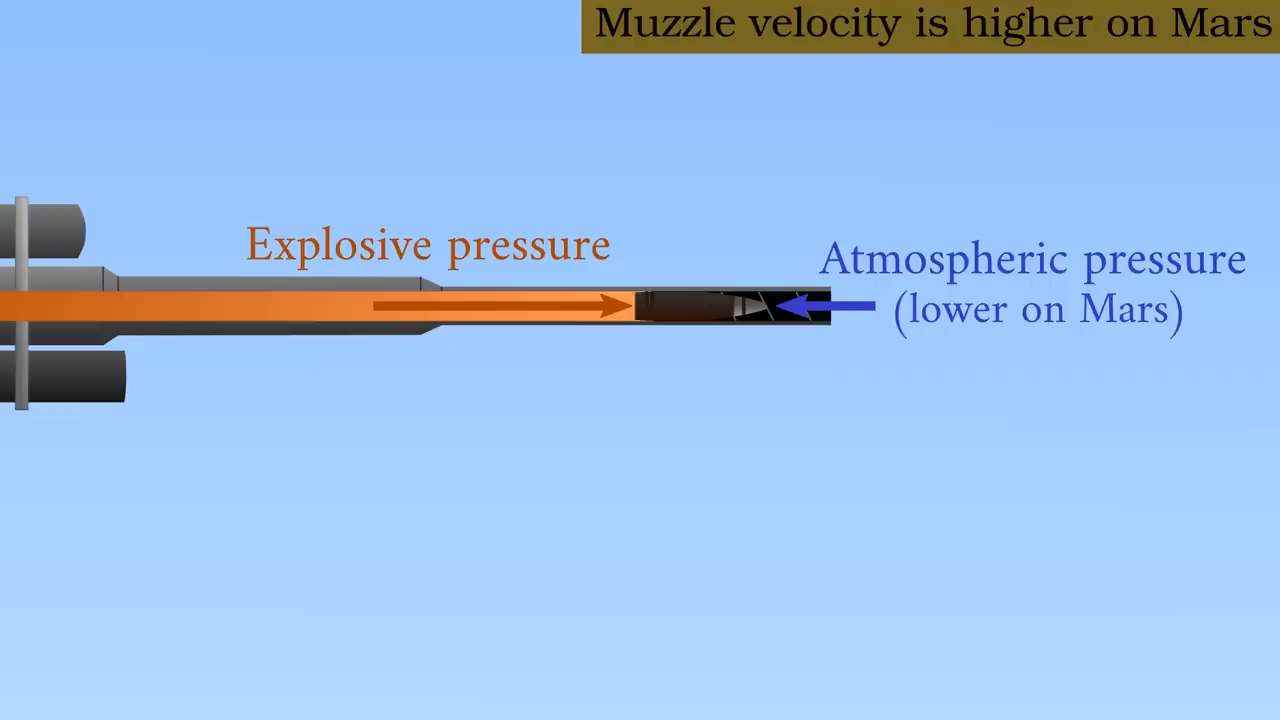 Muzzle velocity is higher on Mars
Explosive pressure
Atmospheric pressure
(lower on Mars)